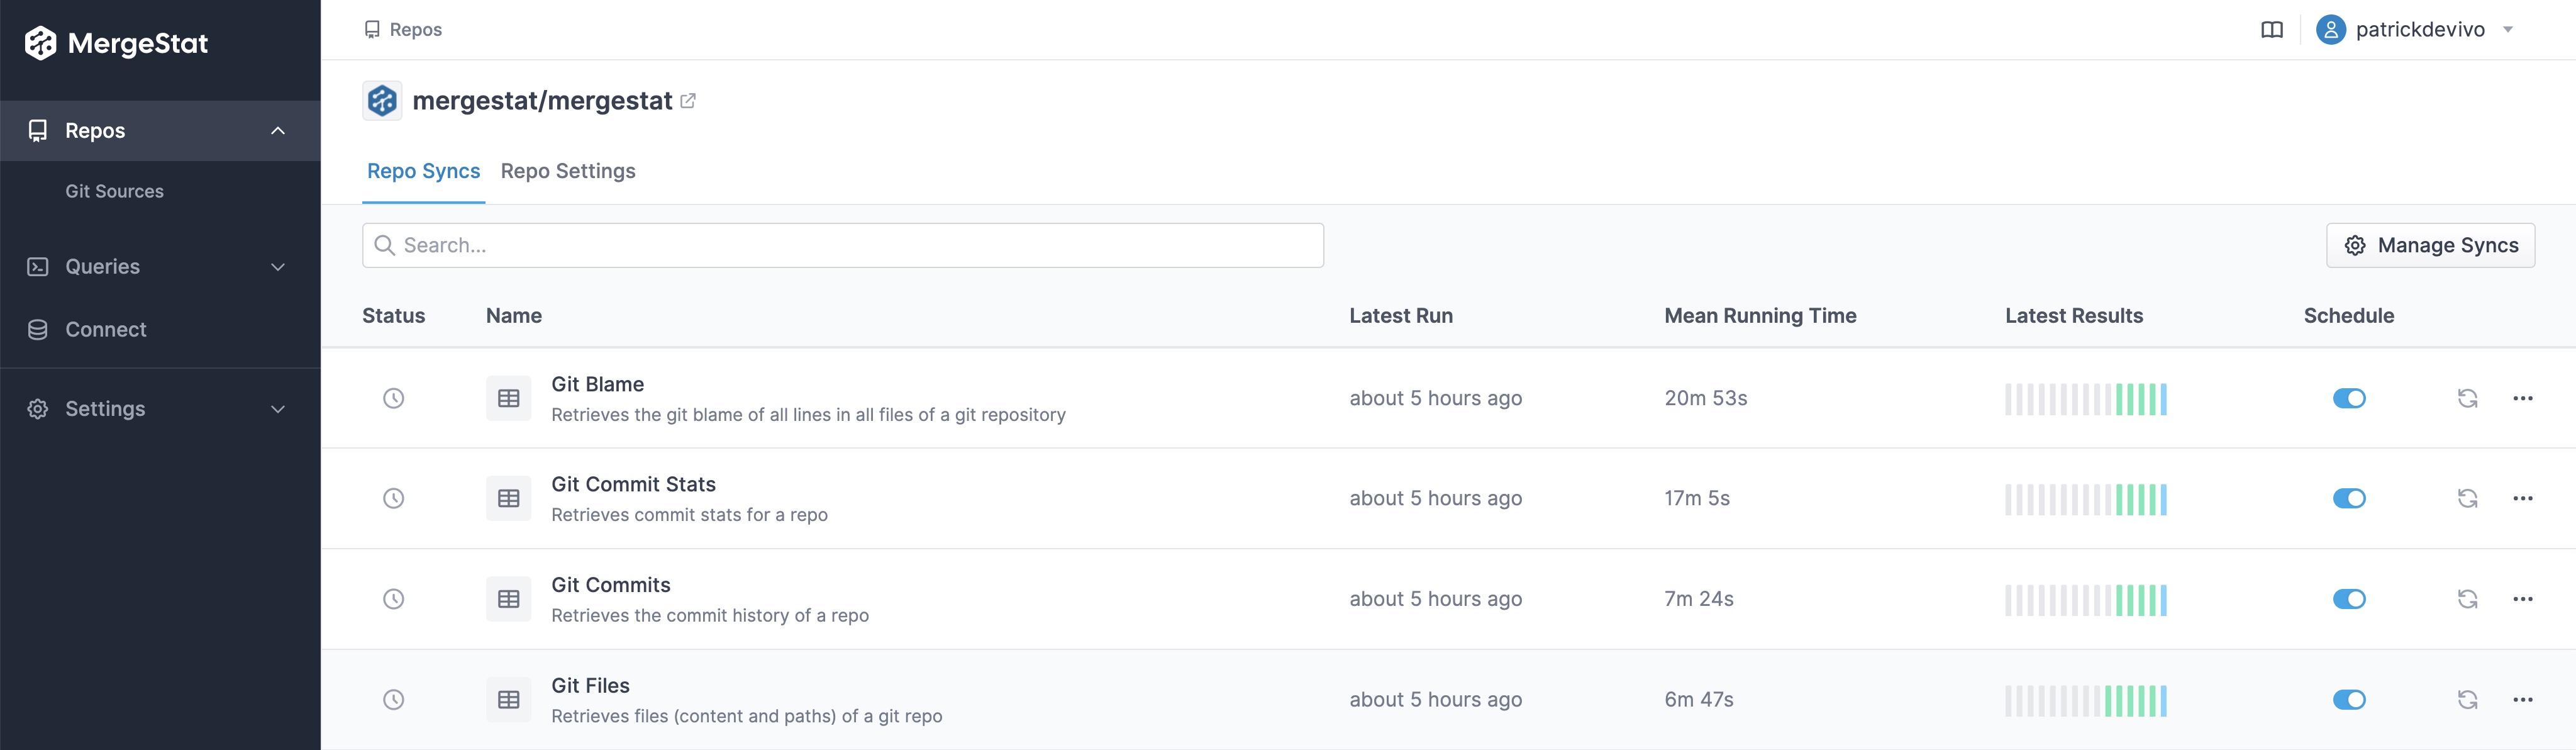 MergeStat
Repos
Git Sources
Queries
Connect
Settings
Repos
patrickdevivo
mergestat/mergestat
Repo Syncs Repo Settings
Search...
Manage Syncs
Status Name Latest Run Mean Running Time Latest Results Schedule
Git Blame
Retrieves the git blame of all lines in all files of a git repository
about 5 hours ago 20m 53s
Git Commit Stats
Retrieves commit stats for a repo
about 5 hours ago 17m 5s
Git Commits
Retrieves the commit history of a repo
about 5 hours ago 7m 24s
Git Files
Retrieves files (content and paths) of a git repo
about 5 hours ago 6m 47s